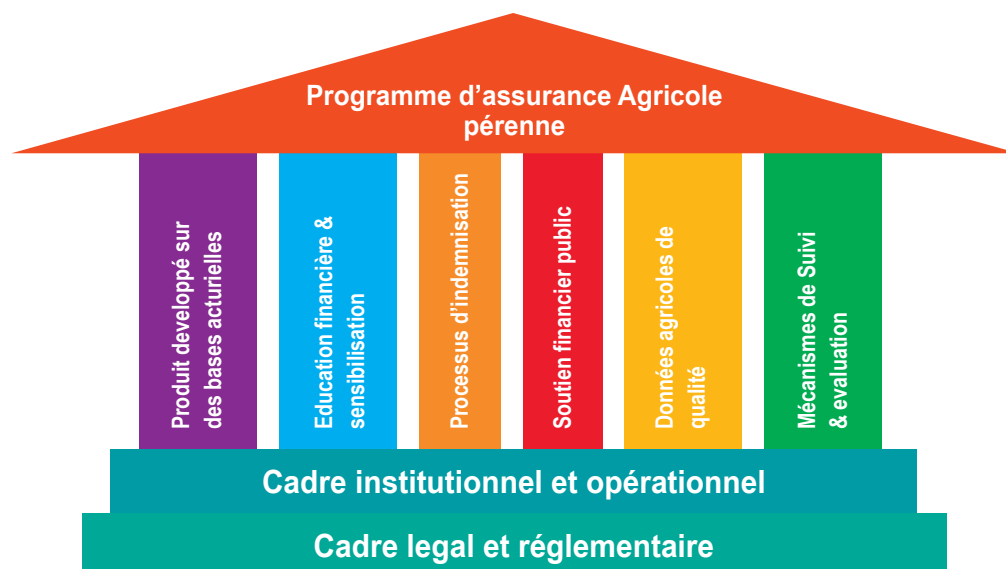 Programme d'assurance Agricole
pérenne
Produit developpé sur
des bases acturielles
Education financière &
sensibilisation
Processus d'indemnisation
Soutien financier public
Données agricoles de
qualité
Mécanismes de Suivi
& evaluation
Cadre institutionnel et opérationnel
Cadre legal et réglementaire